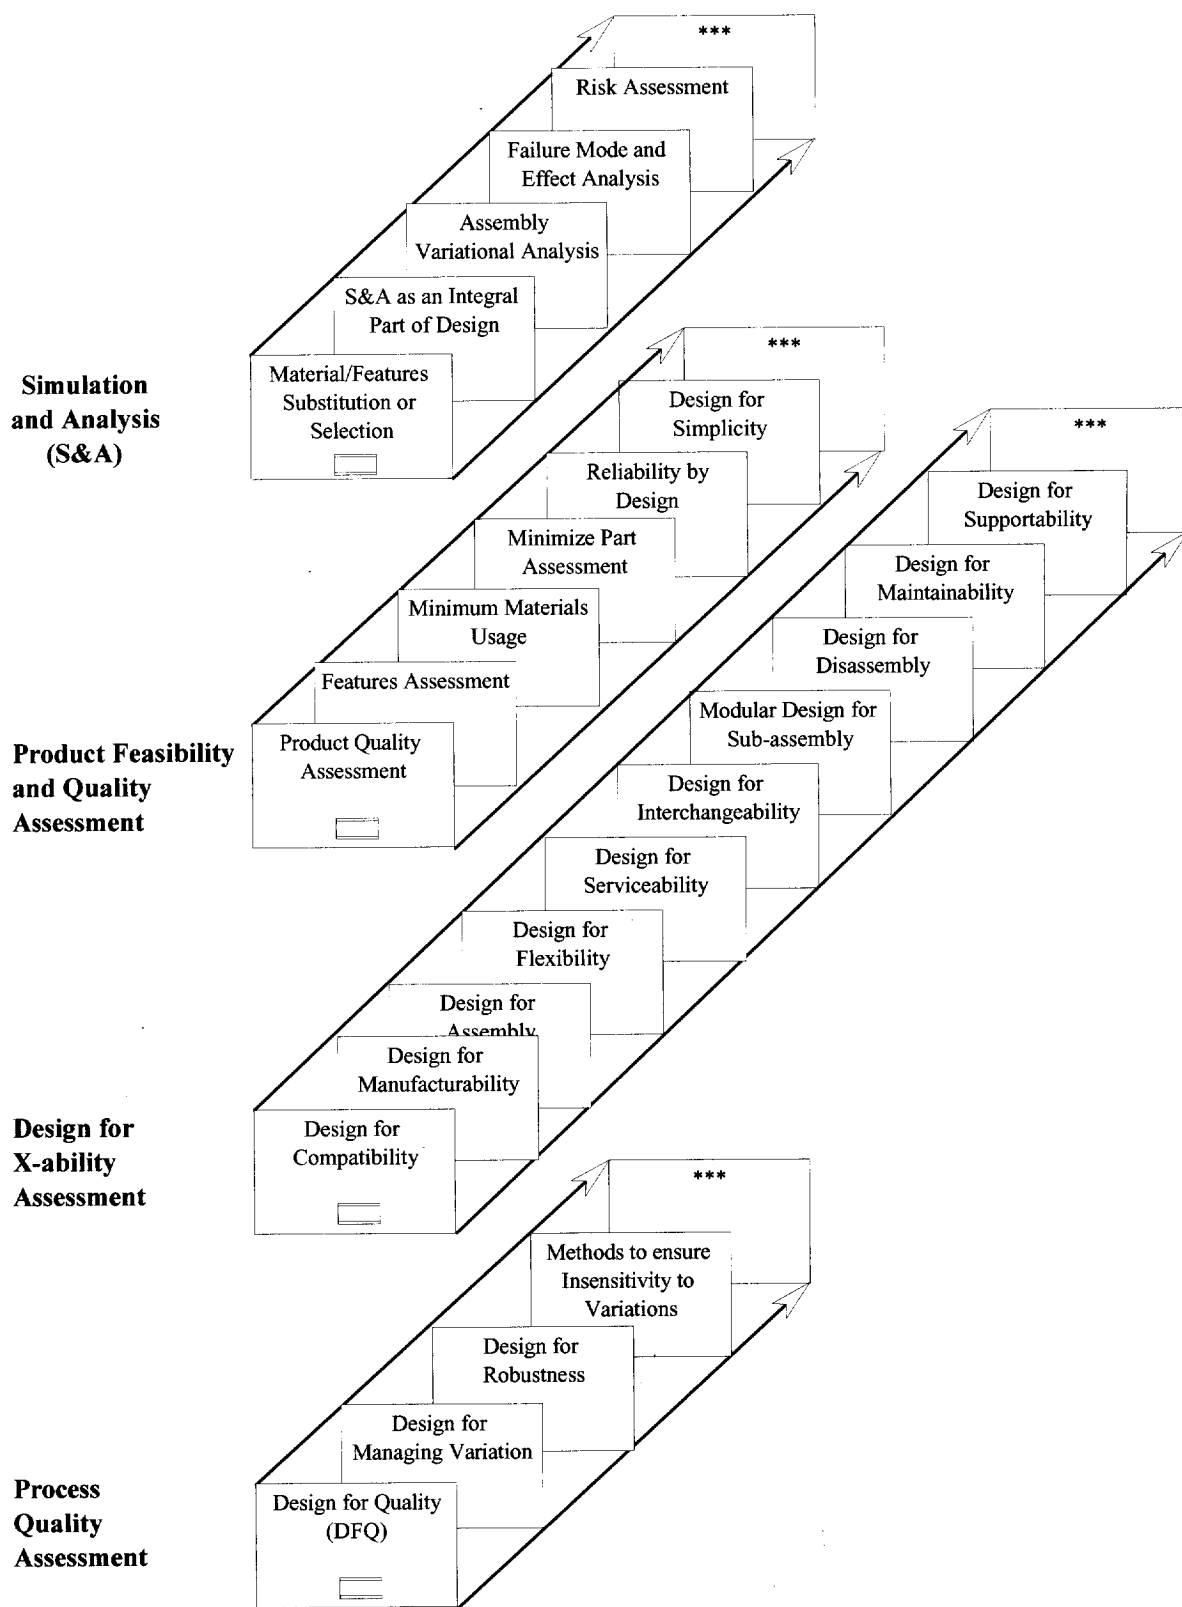 ***
Risk Assessment
Failure Mode and
Effect Analysis
Assembly
Variational Analysis
S&A as an Integral
Part of Design
Material/Features
Substitution or
Selection
Simulation
and Analysis
(S&A)
***
Design for
Simplicity
Reliability by
Design
Minimize Part
Assessment
Minimum Materials
Usage
Features Assessment
Product Quality
Assessment
Product Feasibility
and Quality
Assessment
***
Design for
Supportability
Design for
Maintainability
Design for
Disassembly
Modular Design for
Sub-assembly
Design for
Interchangeability
Design for
Serviceability
Design for
Flexibility
Design for
Assembly
Design for
Manufacturability
Design for
Compatibility
Design for
X-ability
Assessment
***
Methods to ensure
Insensitivity to
Variations
Design for
Robustness
Design for
Managing Variation
Design for Quality
(DFQ)
Process
Quality
Assessment